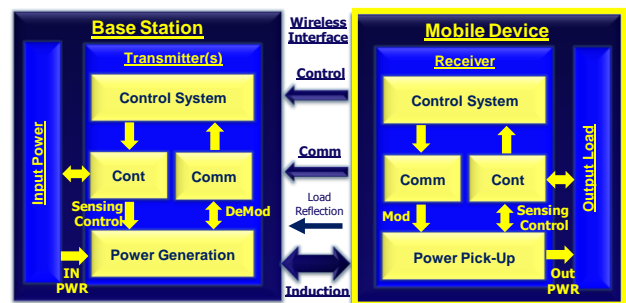 Base Station
Transmitter(s)
Input Power
Control System
Cont
Comm
Sensing
Control
DeMod
Power Generation
IN
PWR
Wireless
Interface
Control
Comm
Load
Reflection
Induction
Mobile Device
Receiver
Control System
Comm
Cont
Mod
Sensing
Control
Power Pick-Up
Out
PWR
Output Load